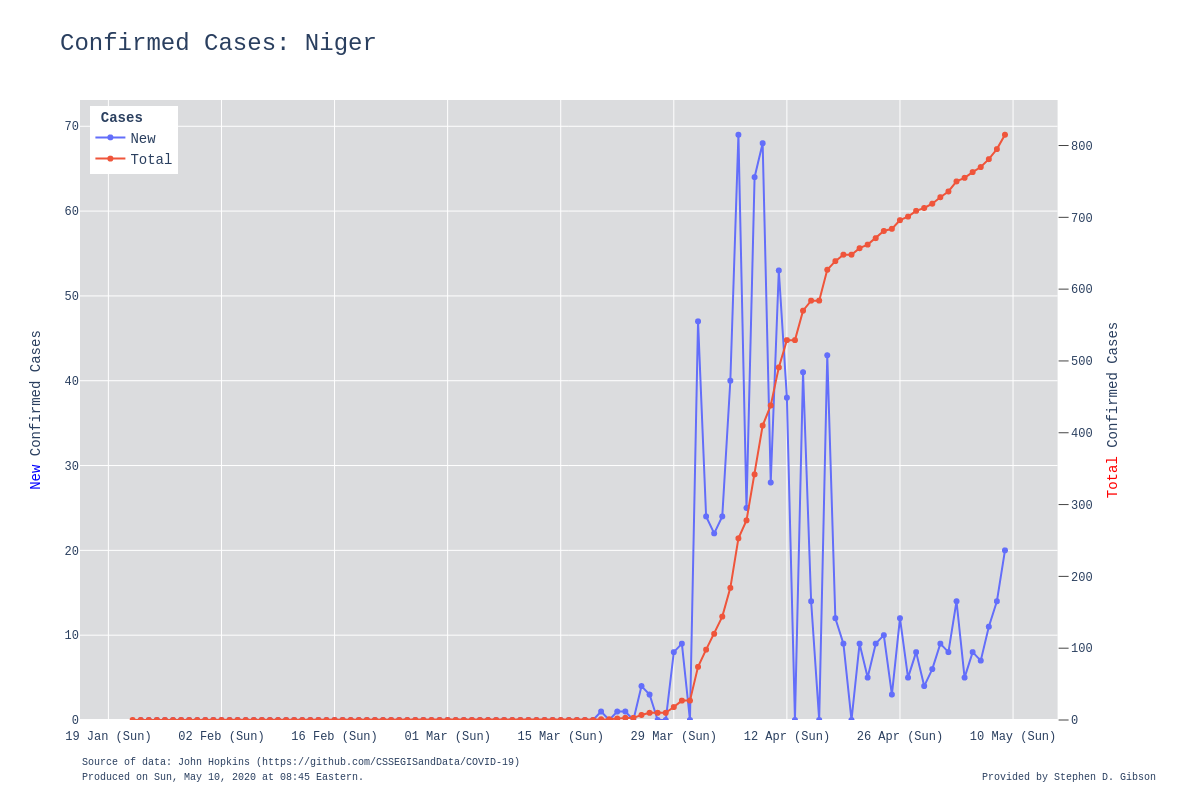 Confirmed Cases: Niger
Cases
New
Total
70
60
50
40
30
20
10
0
800
700
600
500
400
300
200
100
0
New Confirmed Cases
Total Confirmed Cases
19 Jan (Sun)
02 Feb (Sun)
16 Feb (Sun)
01 Mar (Sun)
15 Mar (Sun)
29 Mar (Sun)
12 Apr (Sun)
26 Apr (Sun)
10 May (Sun)
Source of data: John Hopkins (https://github.com/CSSEGISandData/COVID-19)
Produced on Sun, May 10, 2020 at 08:45 Eastern.
Provided by Stephen D. Gibson